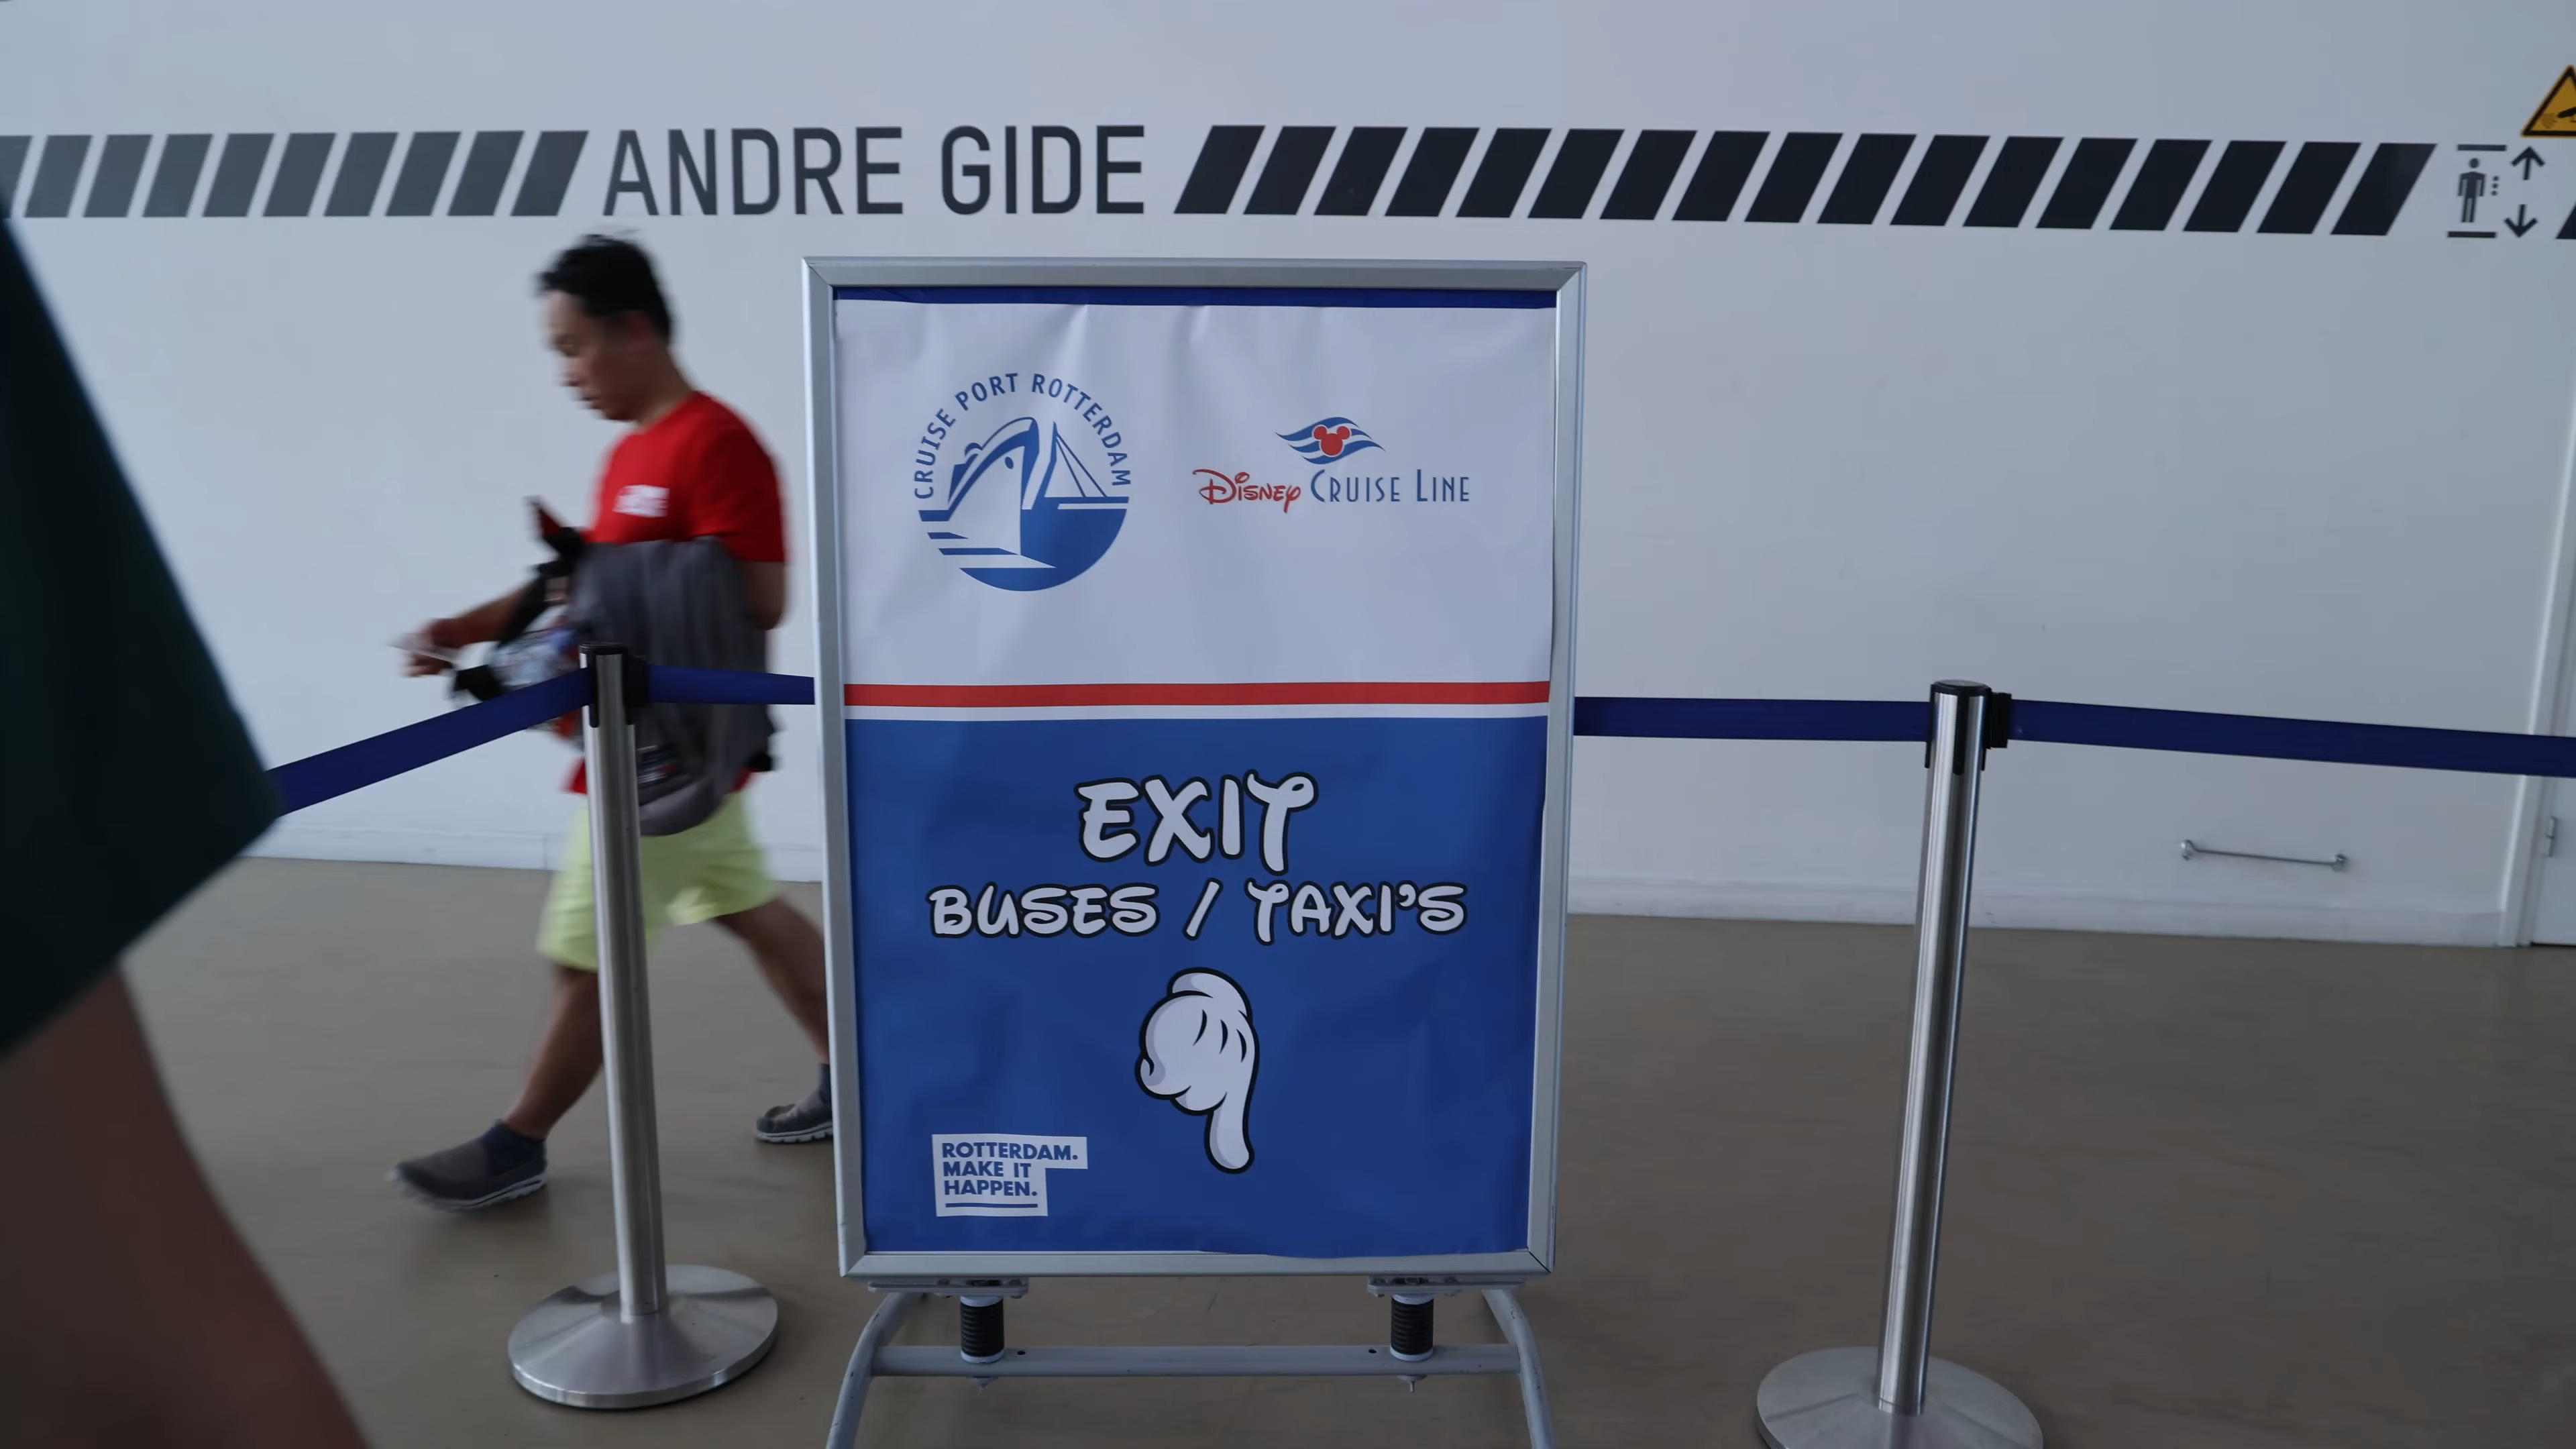 ANDRE GIDE
CRUISE PORT ROTTERDAM
DISNEY CRUISE LINE
EXIT
BUSES / TAXI'S
ROTTERDAM.
MAKE IT
HAPPEN.